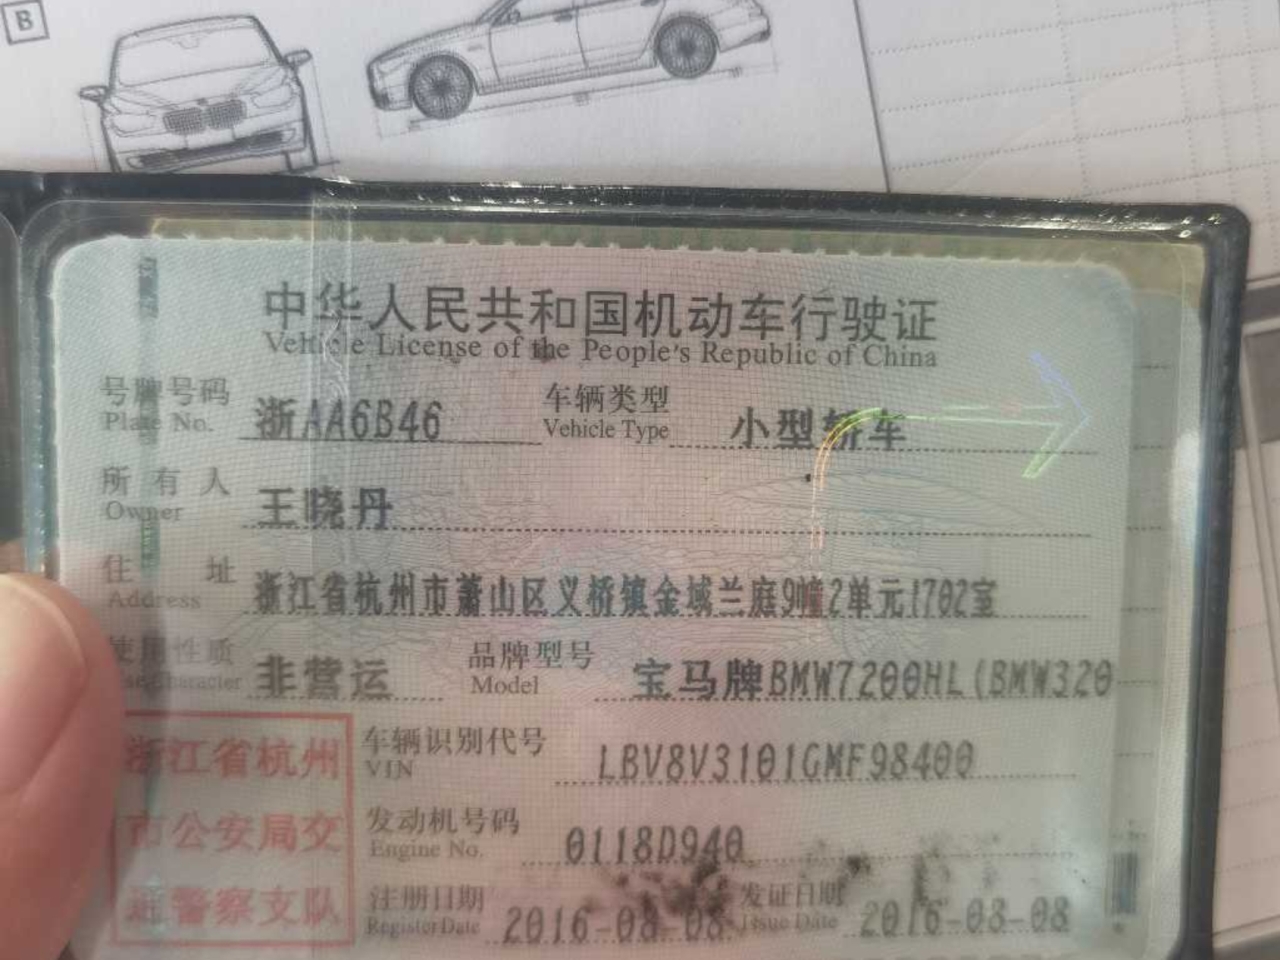 B
中华人民共和国机动车行驶证
Vehicle License of the People's Republic of China
号牌号码 浙AA6B46 车辆类型 小型轿车
Plate No. Vehicle Type
所有人 王晓丹
Owner
住址 浙江省杭州市萧山区义桥镇金域兰庭9幢2单元1702室
Address
使用性质 非营运 品牌型号 宝马牌BMW7200HL(BMW320
Use Character Model
浙江省杭州
市公安局交
通警察支队
车辆识别代号 LBV8V3101GMF98400
VIN
发动机号码 0118D940
Engine No.
注册日期 2016-08-08 发证日期 2016-08-08
Register Date Issue Date